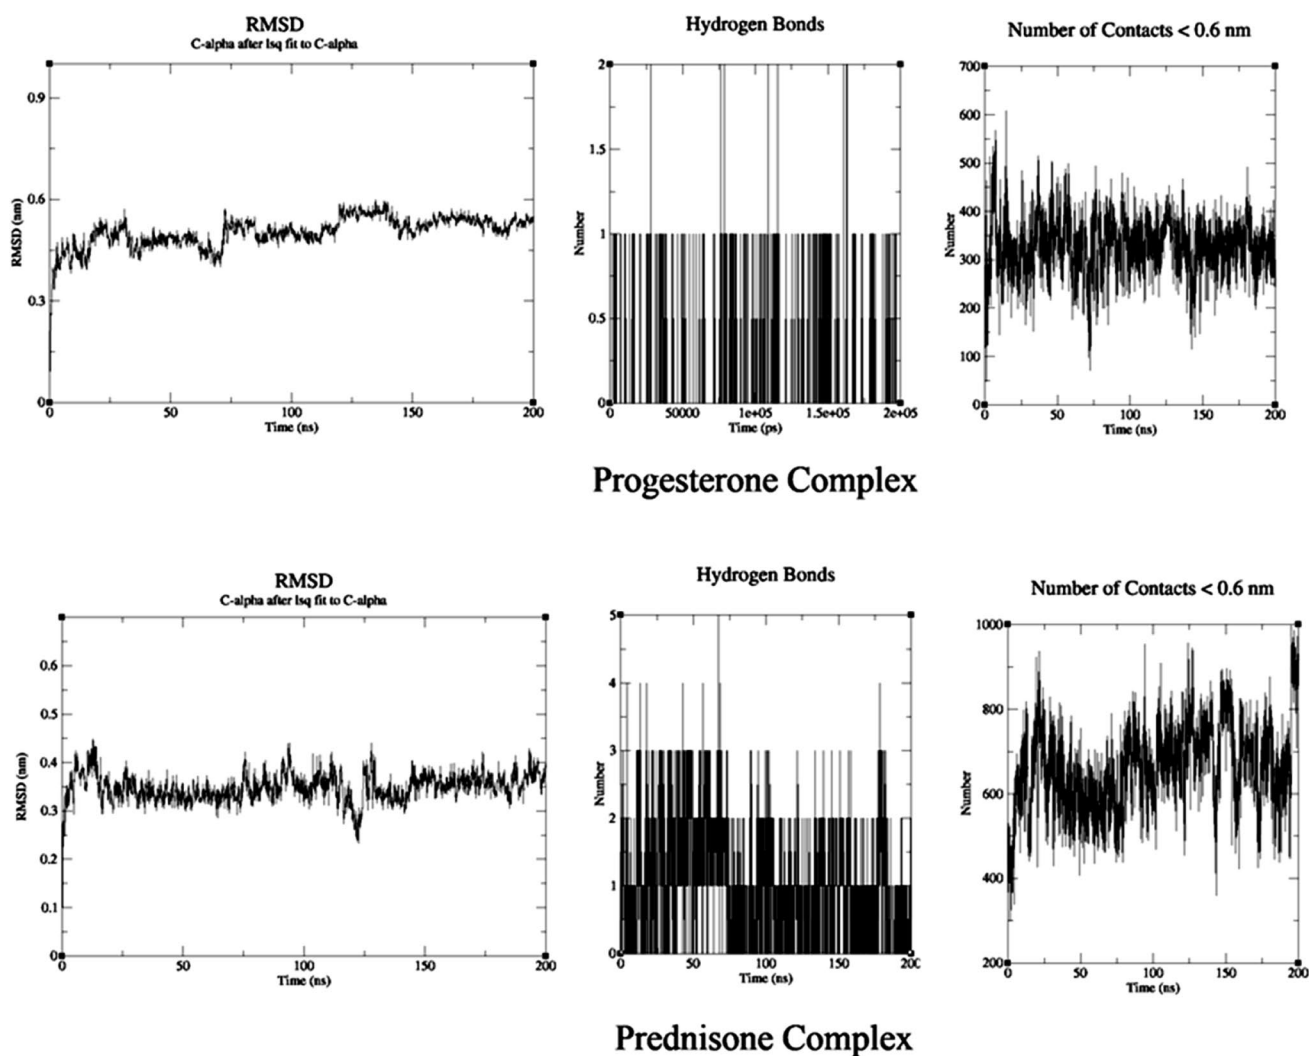 RMSD
C-alpha after lsq fit to C-alpha
RMSD (nm)
0.9
0.6
0.3
0
0 50 100 150 200
Time (ns)
Hydrogen Bonds
Number
2
1.5
1
0.5
0
0 50000 1e+05 1.5e+05 2e+05
Time (ps)
Number of Contacts < 0.6 nm
Number
700
600
500
400
300
200
100
0
0 50 100 150 200
Time (ns)
Progesterone Complex
RMSD
C-alpha after lsq fit to C-alpha
RMSD (nm)
0.6
0.5
0.4
0.3
0.2
0.1
0
0 50 100 150 200
Time (ns)
Hydrogen Bonds
Number
5
4
3
2
1
0
0 50 100 150 200
Time (ns)
Number of Contacts < 0.6 nm
Number
1000
800
600
400
200
0 50 100 150 200
Time (ns)
Prednisone Complex